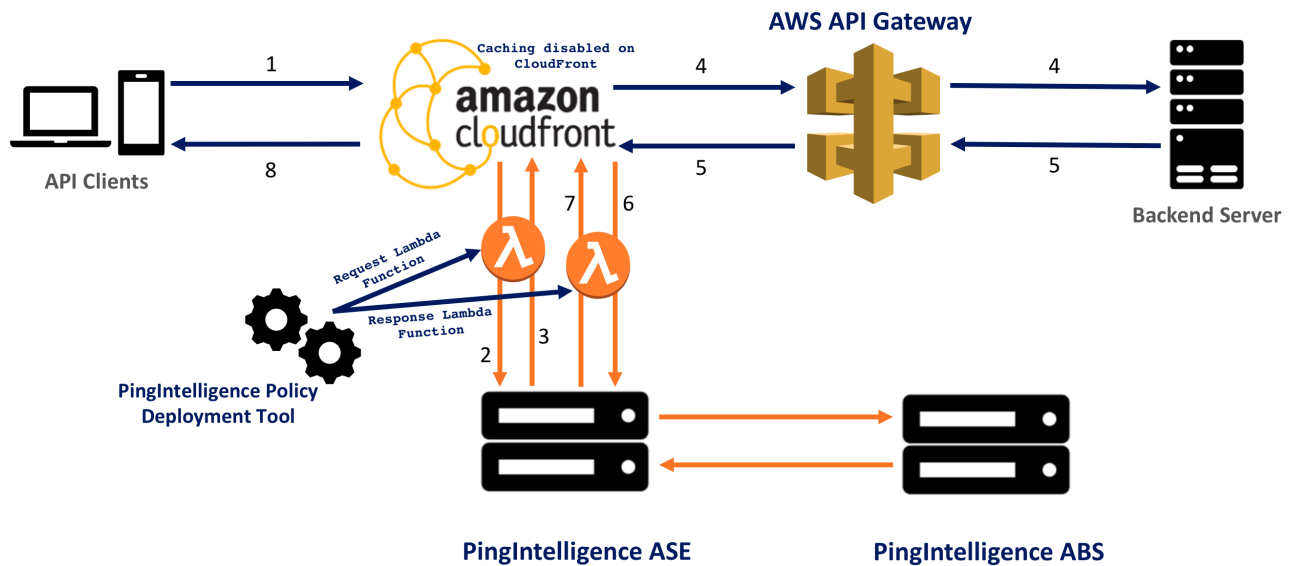 AWS API Gateway
Caching disabled on
CloudFront
1
4
4
amazon
cloudfront
8
5
5
API Clients
Backend Server
7
6
Request Lambda
Function
Response Lambda
Function
2
3
PingIntelligence Policy
Deployment Tool
PingIntelligence ASE
PingIntelligence ABS